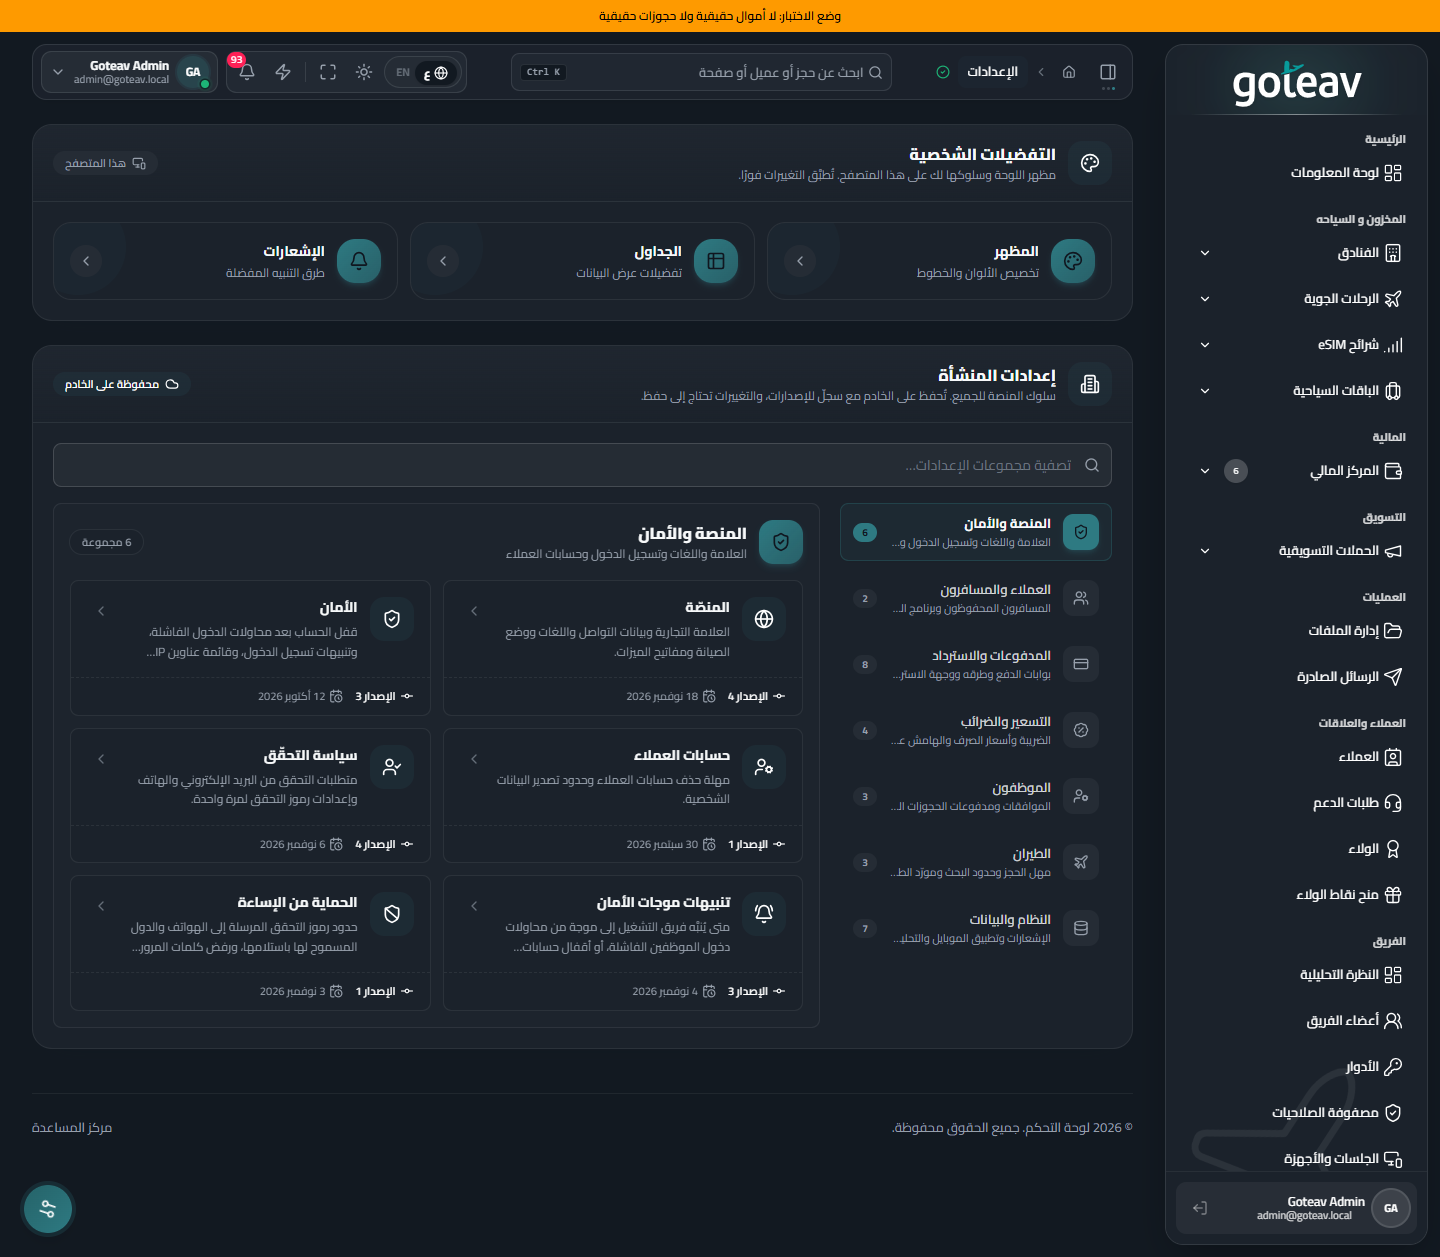 وضع الاختبار: لا أموال حقيقية ولا حجوزات حقيقية
goteav
الرئيسية
لوحة المعلومات
المخزون و السياحه
الفنادق
الرحلات الجوية
شرائح eSIM
الباقات السياحية
المالية
المركز المالي
6
التسويق
الحملات التسويقية
العمليات
إدارة الملفات
الرسائل الصادرة
العملاء والعلاقات
العملاء
طلبات الدعم
الولاء
منح نقاط الولاء
الفريق
النظرة التحليلية
أعضاء الفريق
الأدوار
مصفوفة الصلاحيات
الجلسات والأجهزة
GA
Goteav Admin
admin@goteav.local
الإعدادات
ابحث عن حجز أو عميل أو صفحة
Ctrl K
ع
EN
93
GA
Goteav Admin
admin@goteav.local
التفضيلات الشخصية
مظهر اللوحة وسلوكها لك على هذا المتصفح. تُطبَّق التغييرات فورًا.
هذا المتصفح
المظهر
تخصيص الألوان والخطوط
الجداول
تفضيلات عرض البيانات
الإشعارات
طرق التنبيه المفضلة
إعدادات المنشأة
سلوك المنصة للجميع. تُحفظ على الخادم مع سجلّ للإصدارات، والتغييرات تحتاج إلى حفظ.
محفوظة على الخادم
تصفية مجموعات الإعدادات...
المنصة والأمان
العلامة واللغات وتسجيل الدخول و...
6
العملاء والمسافرون
المسافرون المحفوظون وبرنامج الـ...
2
المدفوعات والاسترداد
بوابات الدفع وطرقه ووجهة الاستر...
8
التسعير والضرائب
الضريبة وأسعار الصرف والهامش عـ...
4
الموظفون
الموافقات ومدفوعات الحجوزات الـ...
3
الطيران
مهل الحجز وحدود البحث ومورّد الطـ...
3
النظام والبيانات
الإشعارات وتطبيق الموبايل والتحليـ...
7
المنصة والأمان
العلامة واللغات وتسجيل الدخول وحسابات العملاء
6 مجموعة
المنصّة
العلامة التجارية وبيانات التواصل واللغات ووضع
الصيانة ومفاتيح الميزات.
الإصدار 4
18 نوفمبر 2026
الأمان
قفل الحساب بعد محاولات الدخول الفاشلة،
وتنبيهات تسجيل الدخول، وقائمة عناوين IP...
الإصدار 3
12 أكتوبر 2026
حسابات العملاء
مهلة حذف حسابات العملاء وحدود تصدير البيانات
الشخصية.
الإصدار 1
30 سبتمبر 2026
سياسة التحقّق
متطلبات التحقق من البريد الإلكتروني والهاتف
وإعدادات رموز التحقق لمرة واحدة.
الإصدار 4
6 نوفمبر 2026
تنبيهات موجات الأمان
متى يُنبَّه فريق التشغيل إلى موجة من محاولات
دخول الموظفين الفاشلة، أو أقفال حسابات...
الإصدار 3
4 نوفمبر 2026
الحماية من الإساءة
حدود رموز التحقق المرسلة إلى الهواتف والدول
المسموح لها باستلامها، ورفض كلمات المرور...
الإصدار 1
3 نوفمبر 2026
© 2026 لوحة التحكم. جميع الحقوق محفوظة.
مركز المساعدة